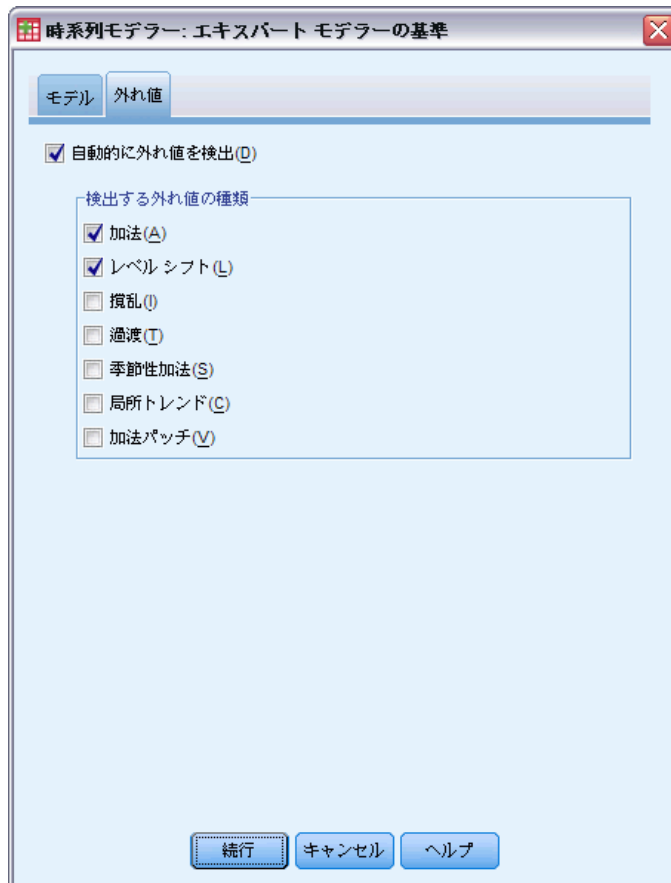 時系列モデラー: エキスパート モデラーの基準
モデル 外れ値
自動的に外れ値を検出(D)
検出する外れ値の種類
加法(A)
レベル シフト(L)
撹乱(I)
過渡(T)
季節性加法(S)
局所トレンド(C)
加法パッチ(V)
続行 キャンセル ヘルプ